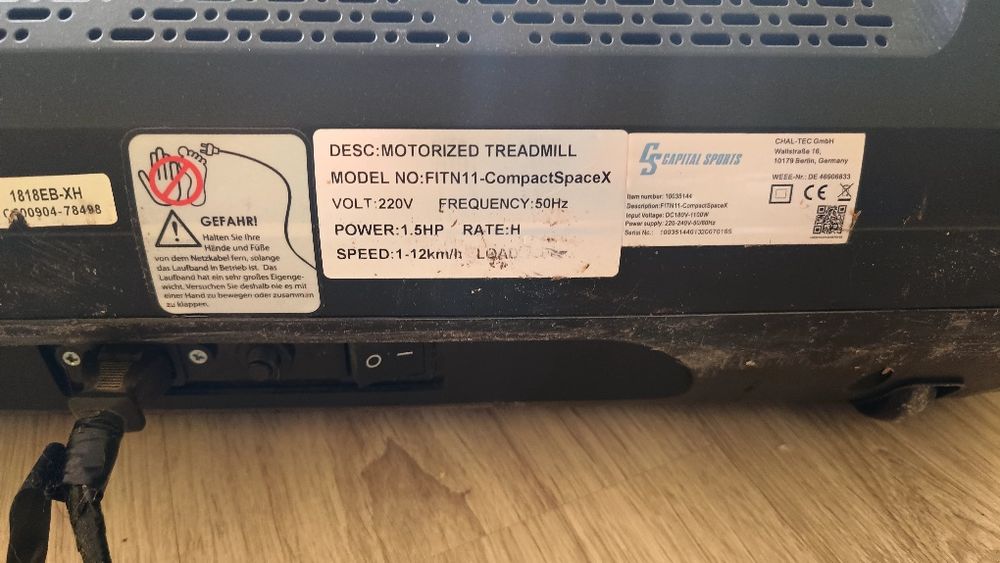 1818EB-XH
GEFAHR!
Halten Sie Ihre
Hände und Füße
von dem Netzkabel fern, solange
das Laufband in Betrieb ist. Das
Laufband hat ein sehr großes Eigenge-
wicht. Versuchen Sie deshalb nie es mit
einer Hand zu bewegen oder zusammen
zu klappen.
DESC:MOTORIZED TREADMILL
MODEL NO:FITN11-CompactSpaceX
VOLT:220V FREQUENCY:50Hz
POWER:1.5HP RATE:H
SPEED:1-12km/h LOAD
CS CAPITAL SPORTS
CHAL-TEC GmbH
Wallstraße 16,
10179 Berlin, Germany
WEEE-Nr.: DE 46906833
Item number: 10035144
Description:FITN11-CompactSpaceX
Input Voltage: DC180V-1100W
Power supply: 220-240V-50/60Hz
Serial No.:
CE